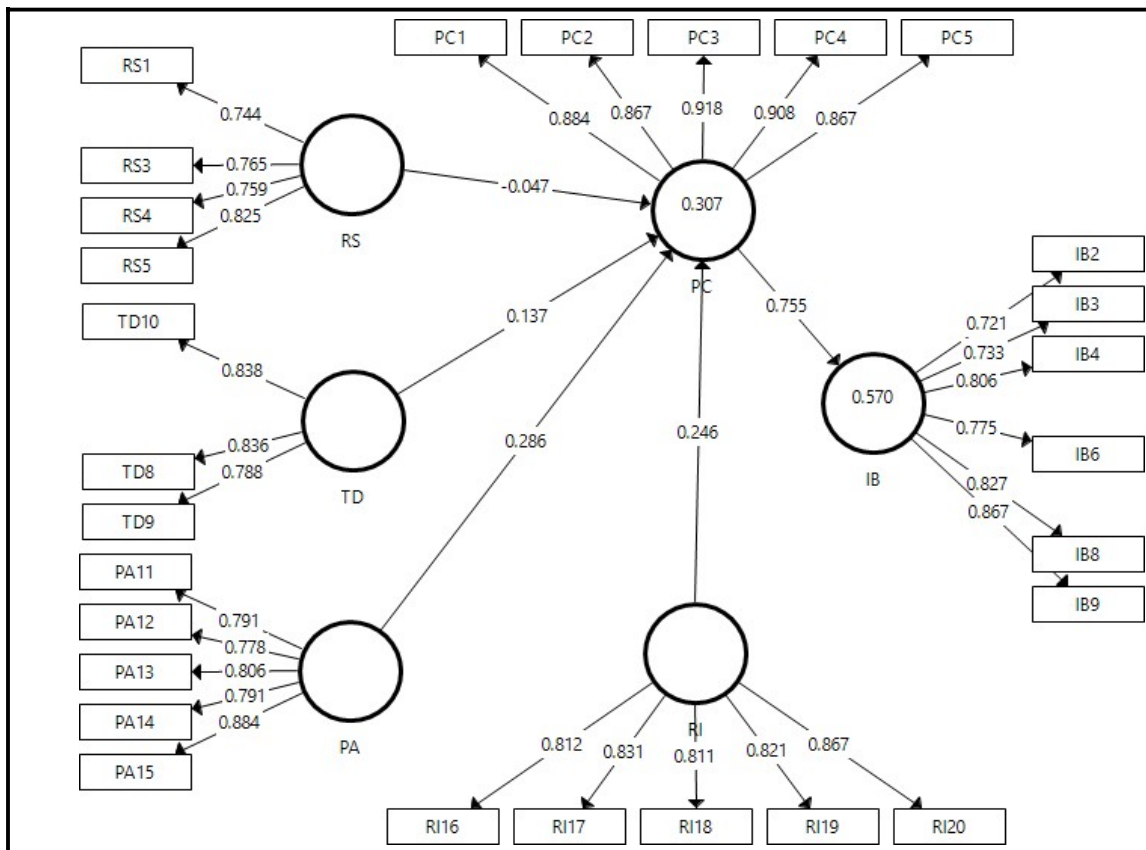 PC1
PC2
PC3
PC4
PC5
RS1
0.744
0.884
0.867
0.918
0.908
0.867
RS3
0.765
RS4
0.759
RS5
0.825
RS
-0.047
0.307
PC
IB2
IB3
IB4
IB6
IB8
IB9
0.721
0.733
0.806
0.775
0.827
0.867
0.755
0.570
IB
TD10
0.838
TD8
0.836
TD9
0.788
TD
0.137
0.286
0.246
PA11
0.791
PA12
0.778
PA13
0.806
PA14
0.791
PA15
0.884
PA
RI
0.812
0.831
0.811
0.821
0.867
RI16
RI17
RI18
RI19
RI20